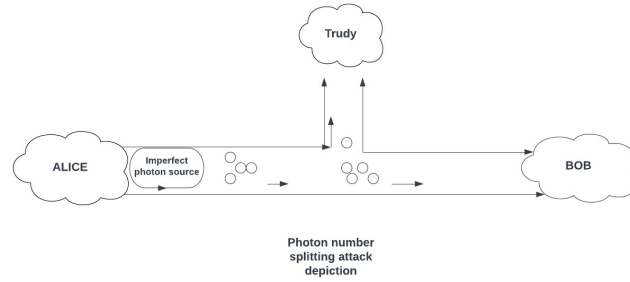 Trudy
ALICE
Imperfect
photon source
BOB
Photon number
splitting attack
depiction